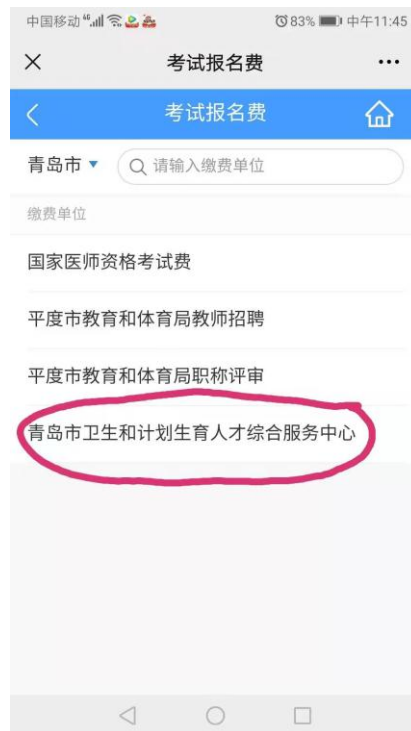 中国移动 46 83% 中午11:45
考试报名费
考试报名费
青岛市 请输入缴费单位
缴费单位
国家医师资格考试费
平度市教育和体育局教师招聘
平度市教育和体育局职称评审
青岛市卫生和计划生育人才综合服务中心